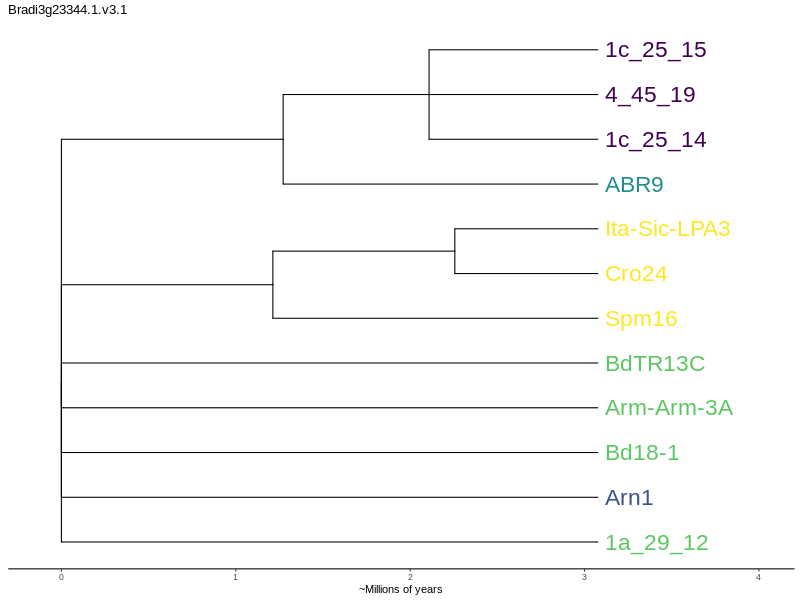 Bradi3g23344.1.v3.1
1c_25_15
4_45_19
1c_25_14
ABR9
Ita-Sic-LPA3
Cro24
Spm16
BdTR13C
Arm-Arm-3A
Bd18-1
Arn1
1a_29_12
0 1 2 3 4
~Millions of years